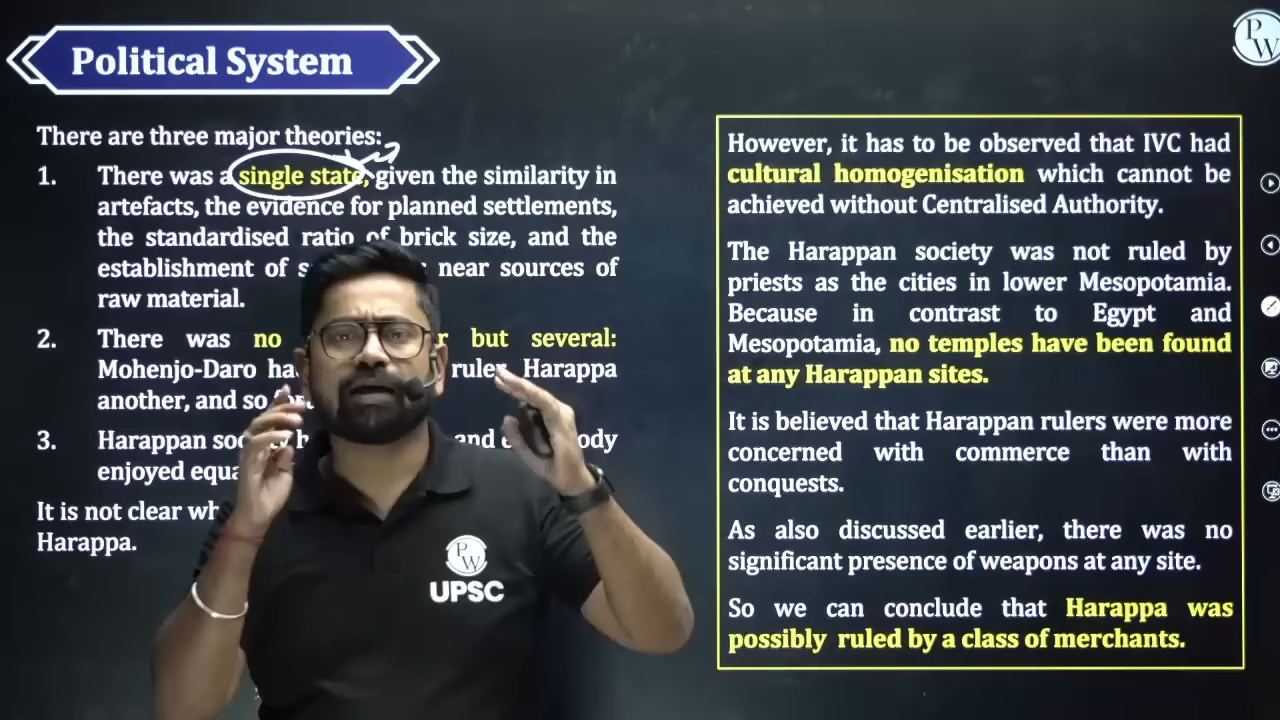 Political System
There are three major theories:
1. There was a single state, given the similarity in
artefacts, the evidence for planned settlements,
the standardised ratio of brick size, and the
establishment of near sources of
raw material.
2. There was no but several:
Mohenjo-Daro ruler, Harappa
another, and so
3. Harappan and
enjoyed
It is not clear
Harappa.
However, it has to be observed that IVC had
cultural homogenisation which cannot be
achieved without Centralised Authority.
The Harappan society was not ruled by
priests as the cities in lower Mesopotamia.
Because in contrast to Egypt and
Mesopotamia, no temples have been found
at any Harappan sites.
It is believed that Harappan rulers were more
concerned with commerce than with
conquests.
As also discussed earlier, there was no
significant presence of weapons at any site.
So we can conclude that Harappa was
possibly ruled by a class of merchants.
P
W
P
W
UPSC